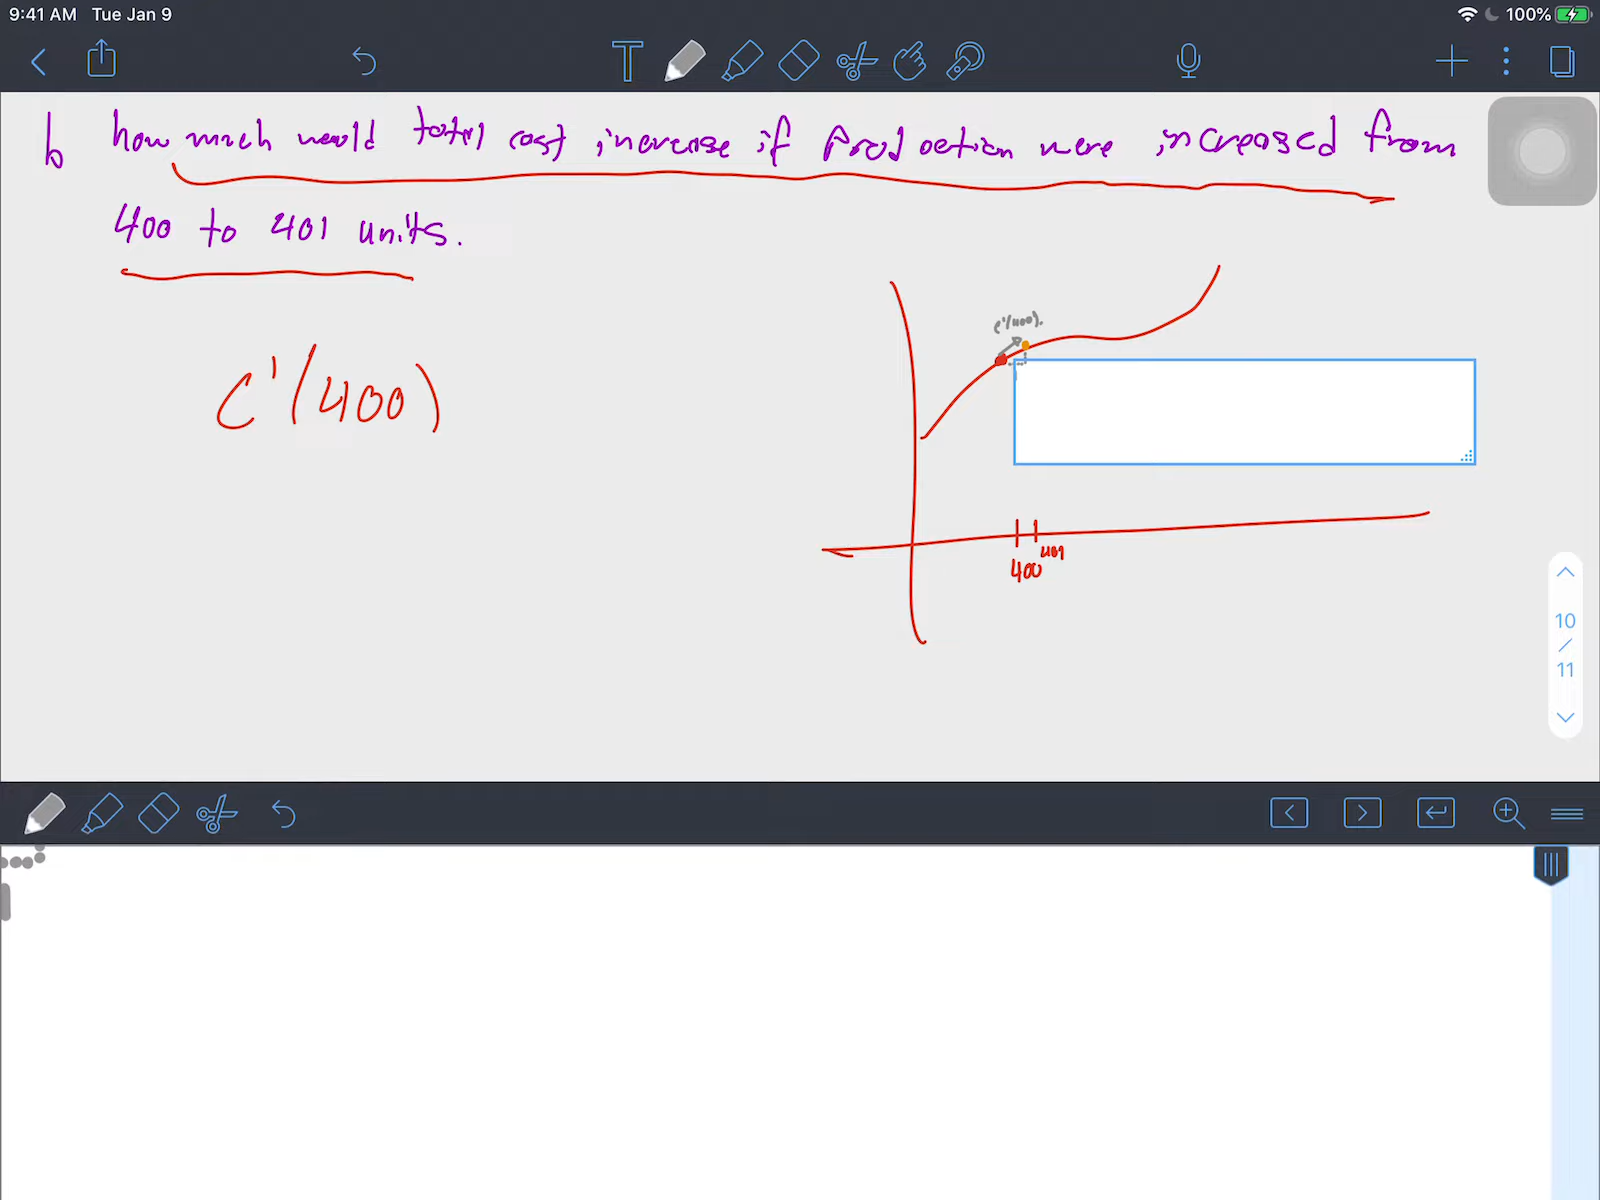 9:41 AM Tue Jan 9
100%
b how much would total cost increase if production were increased from
400 to 401 units.
C'(400).
C'(400)
401
400
10
/
11